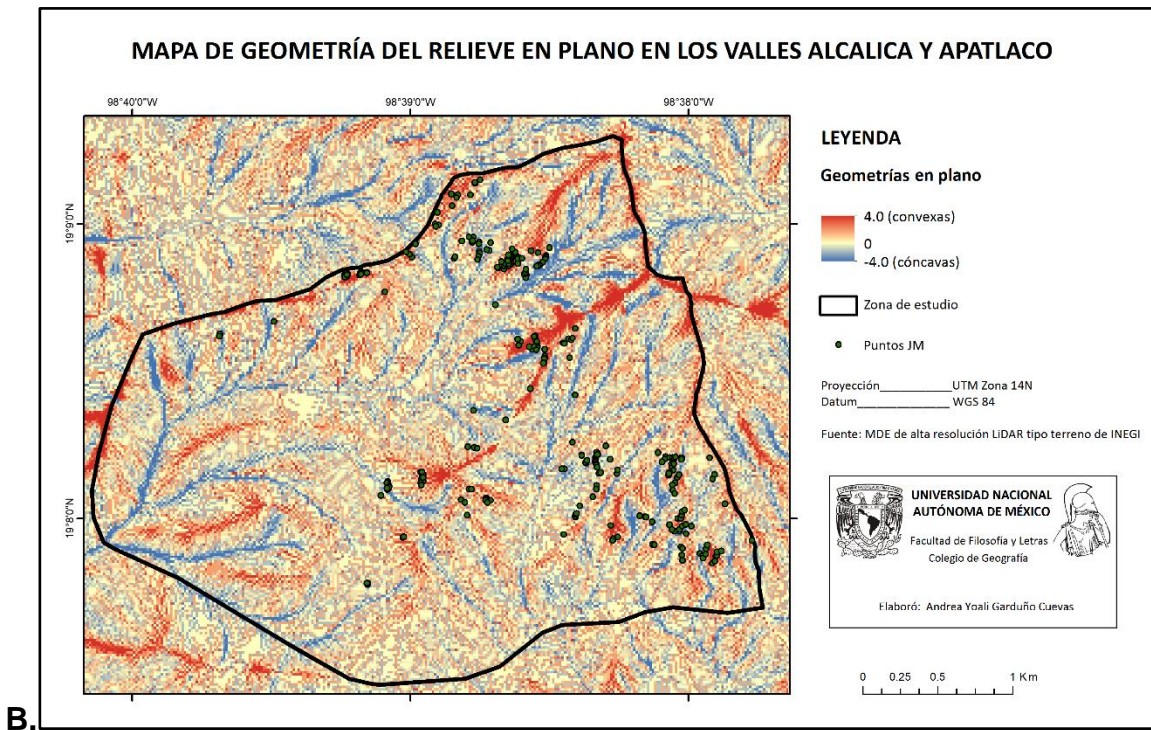 MAPA DE GEOMETRÍA DEL RELIEVE EN PLANO EN LOS VALLES ALCALICA Y APATLACO
98°40'0"W 98°39'0"W 98°38'0"W
19°9'0"N
19°8'0"N
LEYENDA
Geometrías en plano
4.0 (convexas)
0
-4.0 (cóncavas)
Zona de estudio
Puntos JM
Proyección____________UTM Zona 14N
Datum_______________ WGS 84
Fuente: MDE de alta resolución LiDAR tipo terreno de INEGI
UNIVERSIDAD NACIONAL
AUTÓNOMA DE MÉXICO
Facultad de Filosofía y Letras
Colegio de Geografía
Elaboró: Andrea Yoali Garduño Cuevas
0 0.25 0.5 1 Km
B.